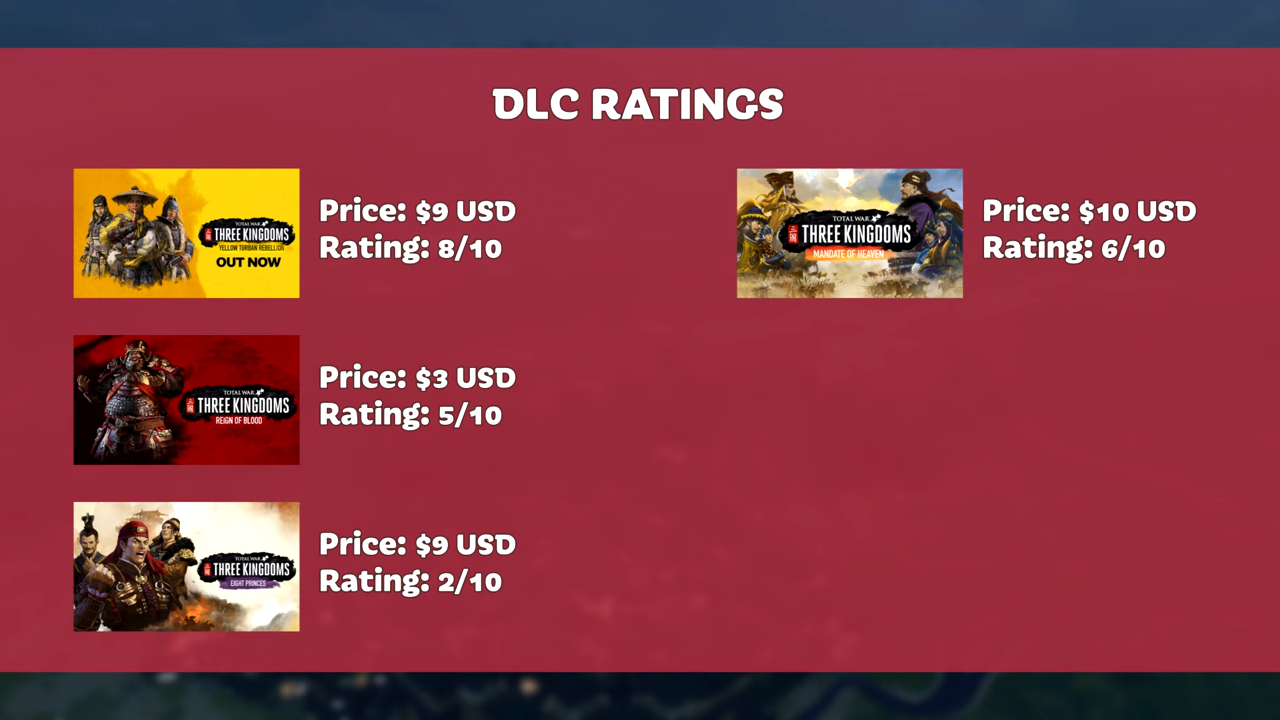 DLC RATINGS
TOTAL WAR
THREE KINGDOMS
YELLOW TURBAN REBELLION
OUT NOW
Price: $9 USD
Rating: 8/10
TOTAL WAR
THREE KINGDOMS
MANDATE OF HEAVEN
Price: $10 USD
Rating: 6/10
TOTAL WAR
THREE KINGDOMS
REIGN OF BLOOD
Price: $3 USD
Rating: 5/10
TOTAL WAR
THREE KINGDOMS
EIGHT PRINCES
Price: $9 USD
Rating: 2/10